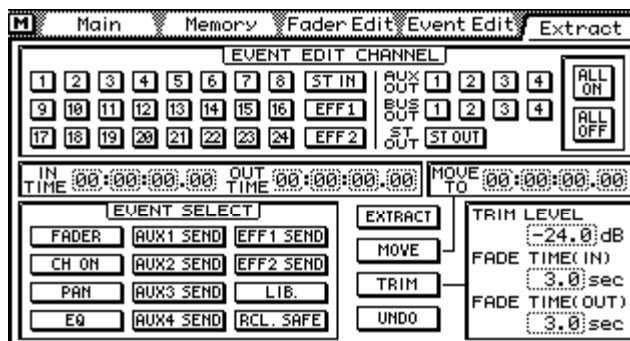 M Main Memory Fader Edit Event Edit Extract
EVENT EDIT CHANNEL
1 2 3 4 5 6 7 8 ST IN AUX OUT 1 2 3 4 ALL ON
9 10 11 12 13 14 15 16 EFF1 BUS OUT 1 2 3 4 ALL OFF
17 18 19 20 21 22 23 24 EFF2 ST OUT ST OUT
IN TIME 00:00:00.00 OUT TIME 00:00:00.00 MOVE TO 00:00:00.00
EVENT SELECT
FADER AUX1 SEND EFF1 SEND
CH ON AUX2 SEND EFF2 SEND
PAN AUX3 SEND LIB.
EQ AUX4 SEND RCL. SAFE
EXTRACT
MOVE
TRIM
UNDO
TRIM LEVEL
-24.0 dB
FADE TIME(IN)
3.0 sec
FADE TIME(OUT)
3.0 sec